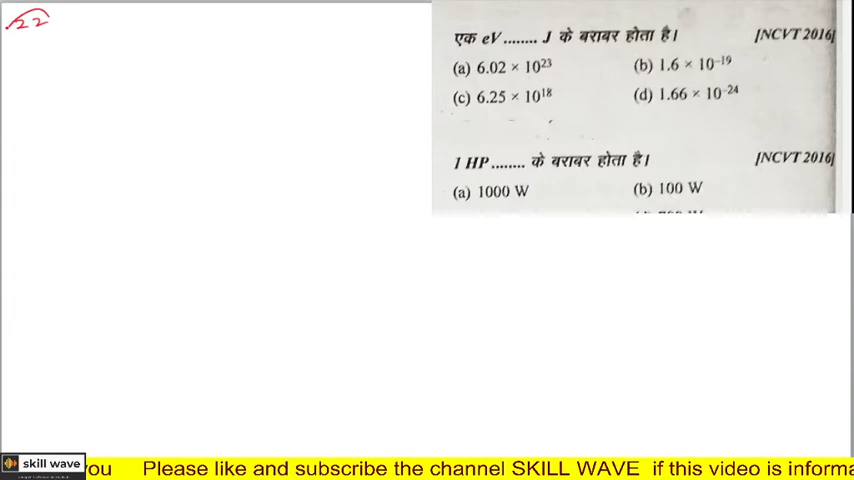 22
एक eV........ J के बराबर होता है। [NCVT 2016]
(a) 6.02 × 10²³ (b) 1.6 × 10⁻¹⁹
(c) 6.25 × 10¹⁸ (d) 1.66 × 10⁻²⁴
1 HP........ के बराबर होता है। [NCVT 2016]
(a) 1000 W (b) 100 W
skill wave
you Please like and subscribe the channel SKILL WAVE if this video is informa